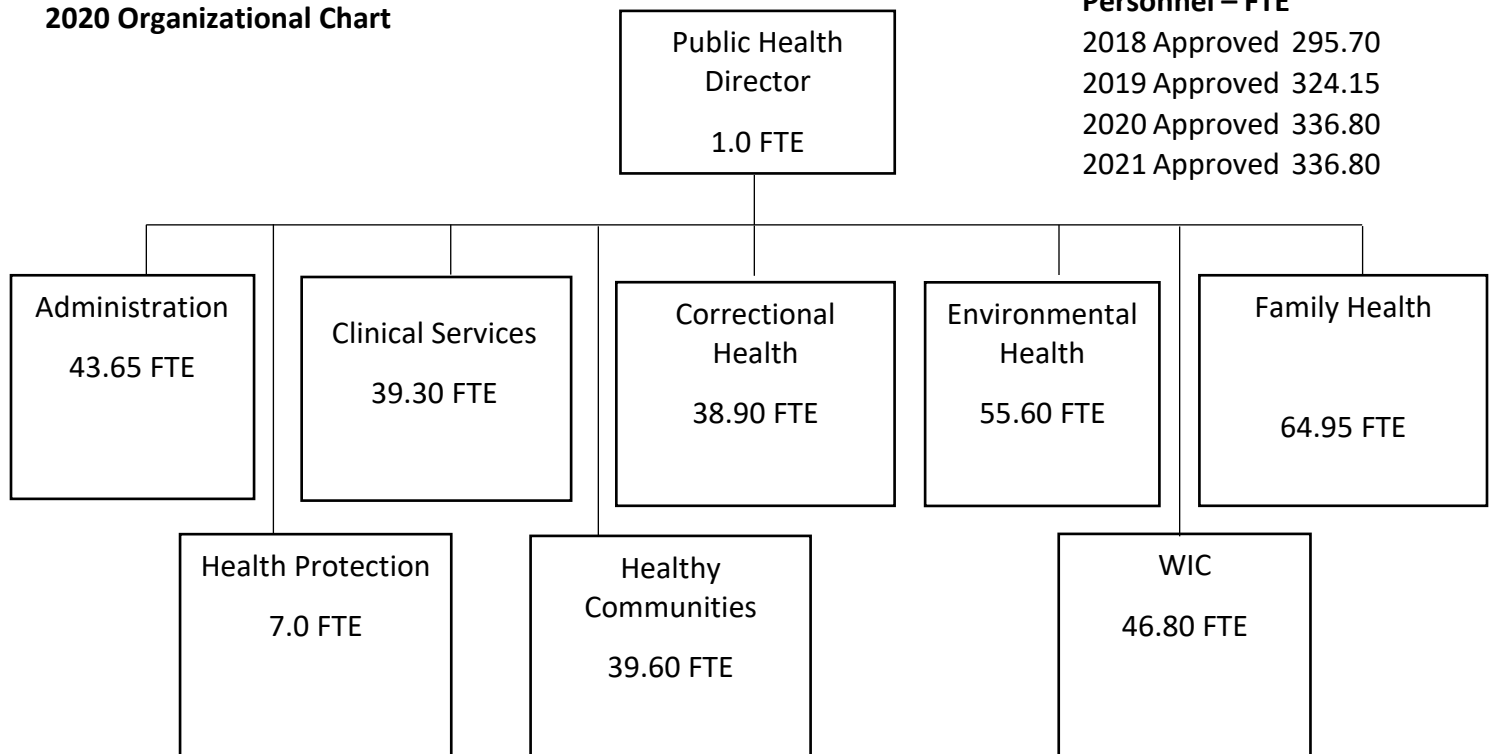 2020 Organizational Chart
Personnel – FTE
2018 Approved 295.70
2019 Approved 324.15
2020 Approved 336.80
2021 Approved 336.80
Public Health
Director
1.0 FTE
Administration
43.65 FTE
Clinical Services
39.30 FTE
Correctional
Health
38.90 FTE
Environmental
Health
55.60 FTE
Family Health
64.95 FTE
Health Protection
7.0 FTE
Healthy
Communities
39.60 FTE
WIC
46.80 FTE